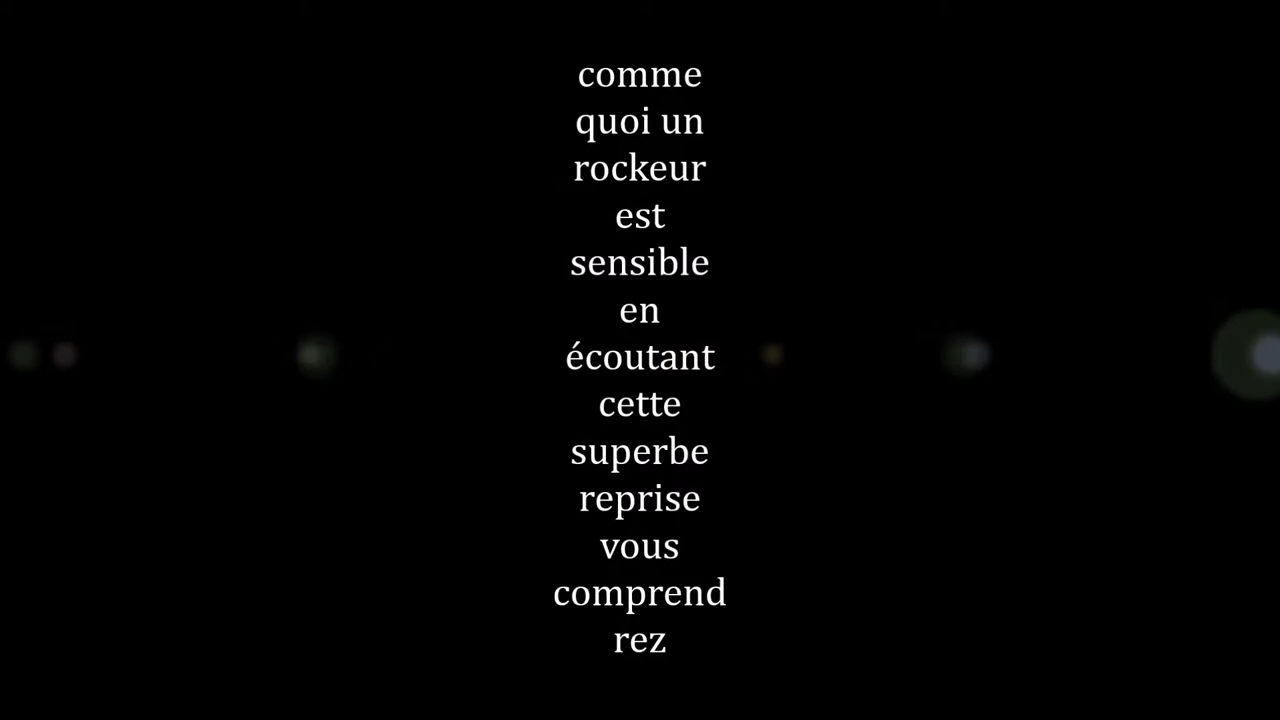 comme
quoi un
rockeur
est
sensible
en
écoutant
cette
superbe
reprise
vous
comprend
rez